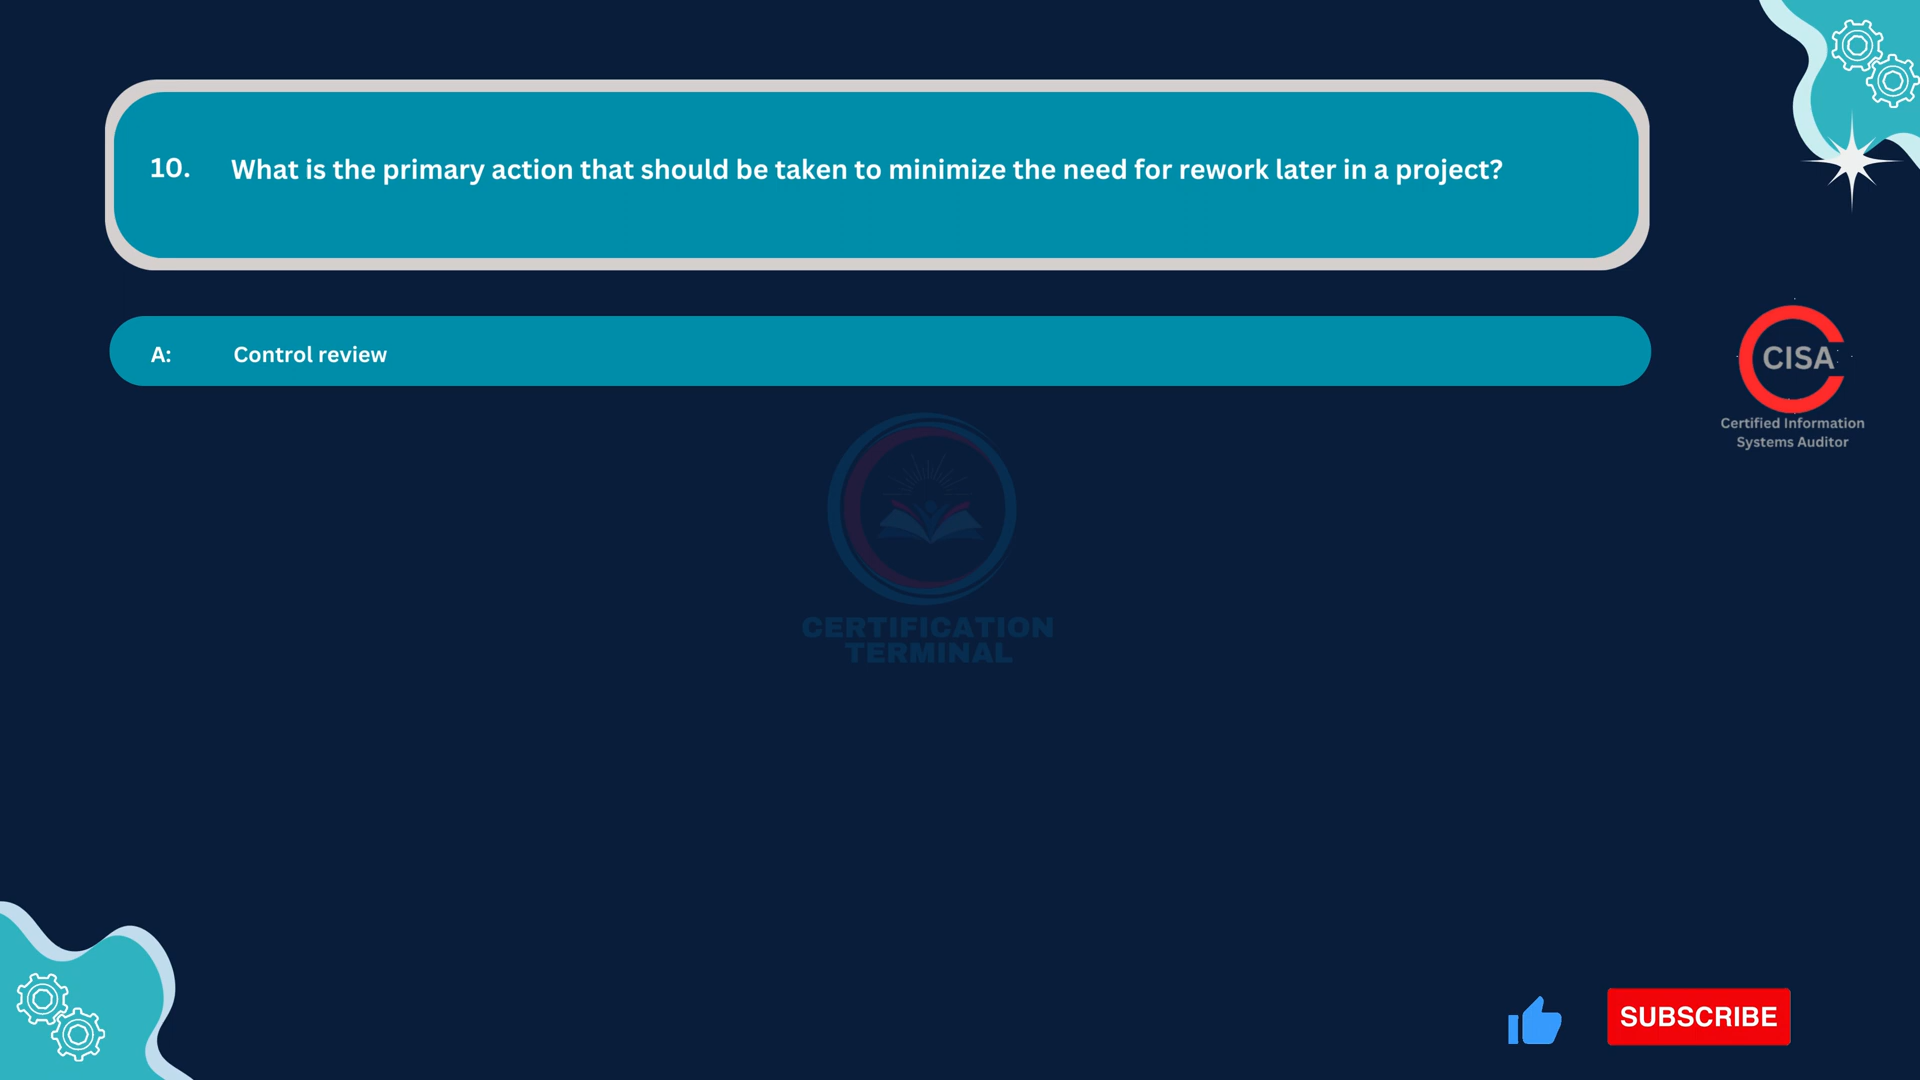 10. What is the primary action that should be taken to minimize the need for rework later in a project?
A: Control review
CISA
Certified Information
Systems Auditor
CERTIFICATION
TERMINAL
SUBSCRIBE